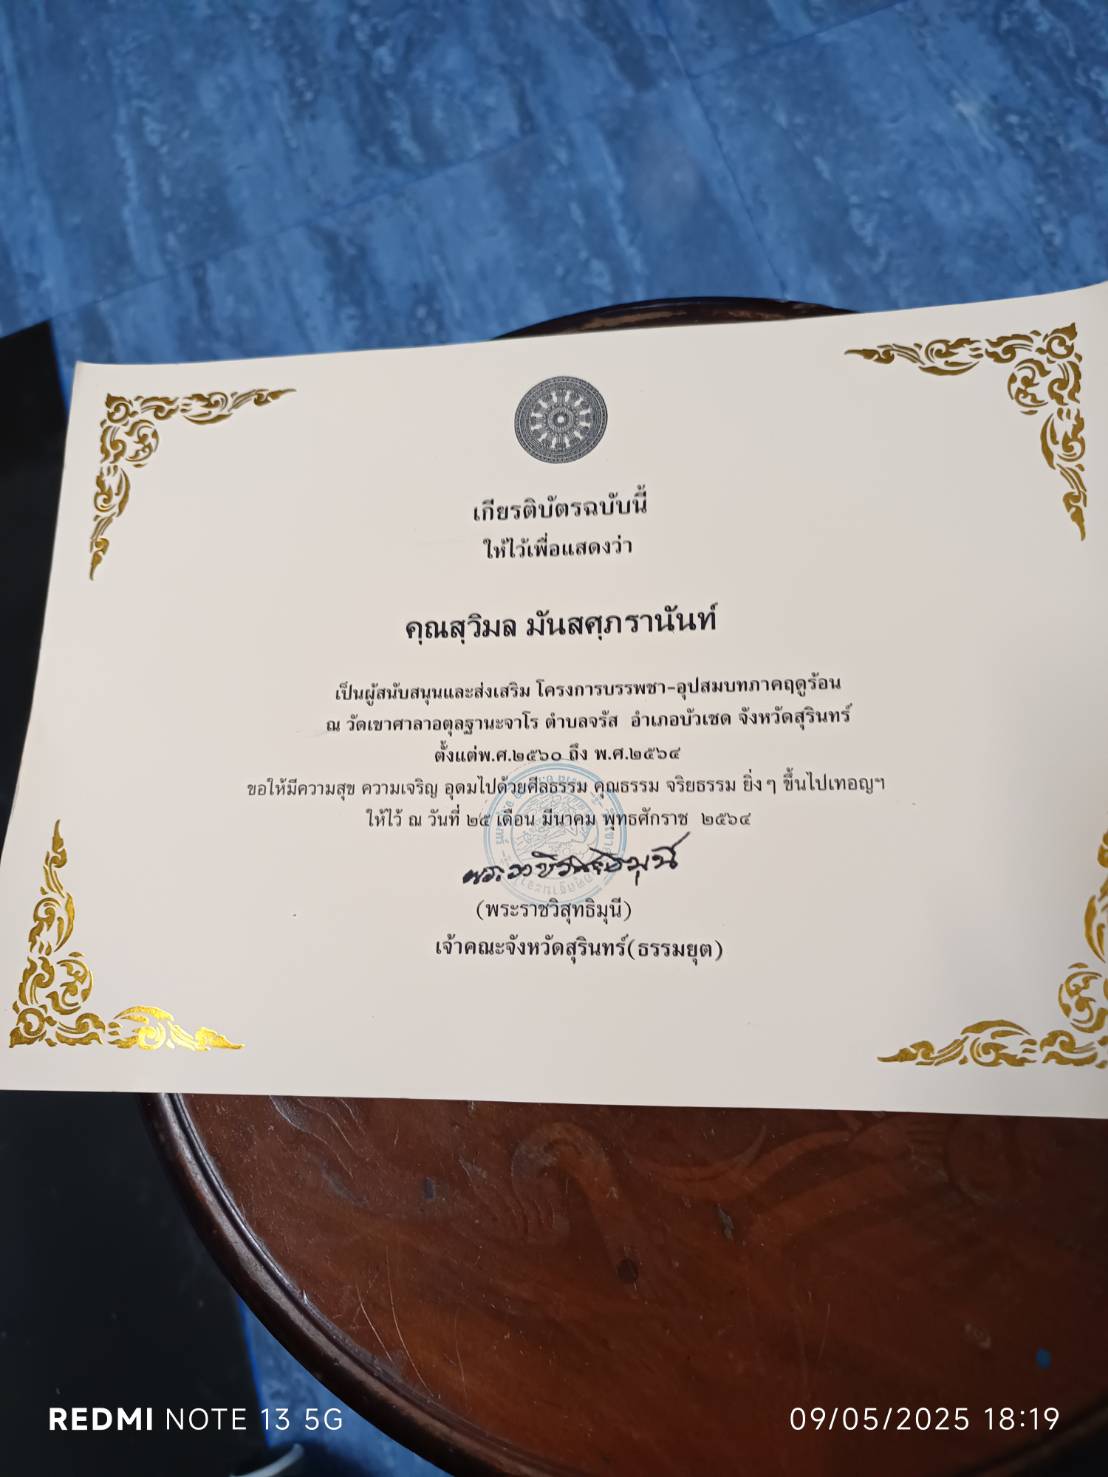 เกียรติบัตรฉบับนี้
ให้ไว้เพื่อแสดงว่า
คุณสุวิมล มันสศุภรานันท์
เป็นผู้สนับสนุนและส่งเสริม โครงการบรรพชา-อุปสมบทภาคฤดูร้อน
ณ วัดเขาศาลาอตุลฐานะจาโร ตำบลจรัส อำเภอบัวเชด จังหวัดสุรินทร์
ตั้งแต่พ.ศ.๒๕๖๐ ถึง พ.ศ.๒๕๖๔
ขอให้มีความสุข ความเจริญ อุดมไปด้วยศีลธรรม คุณธรรม จริยธรรม ยิ่งๆ ขึ้นไปเทอญฯ
ให้ไว้ ณ วันที่ ๒๕ เดือน มีนาคม พุทธศักราช ๒๕๖๔
(พระราชวิสุทธิมุนี)
เจ้าคณะจังหวัดสุรินทร์(ธรรมยุต)
REDMI NOTE 13 5G
09/05/2025 18:19